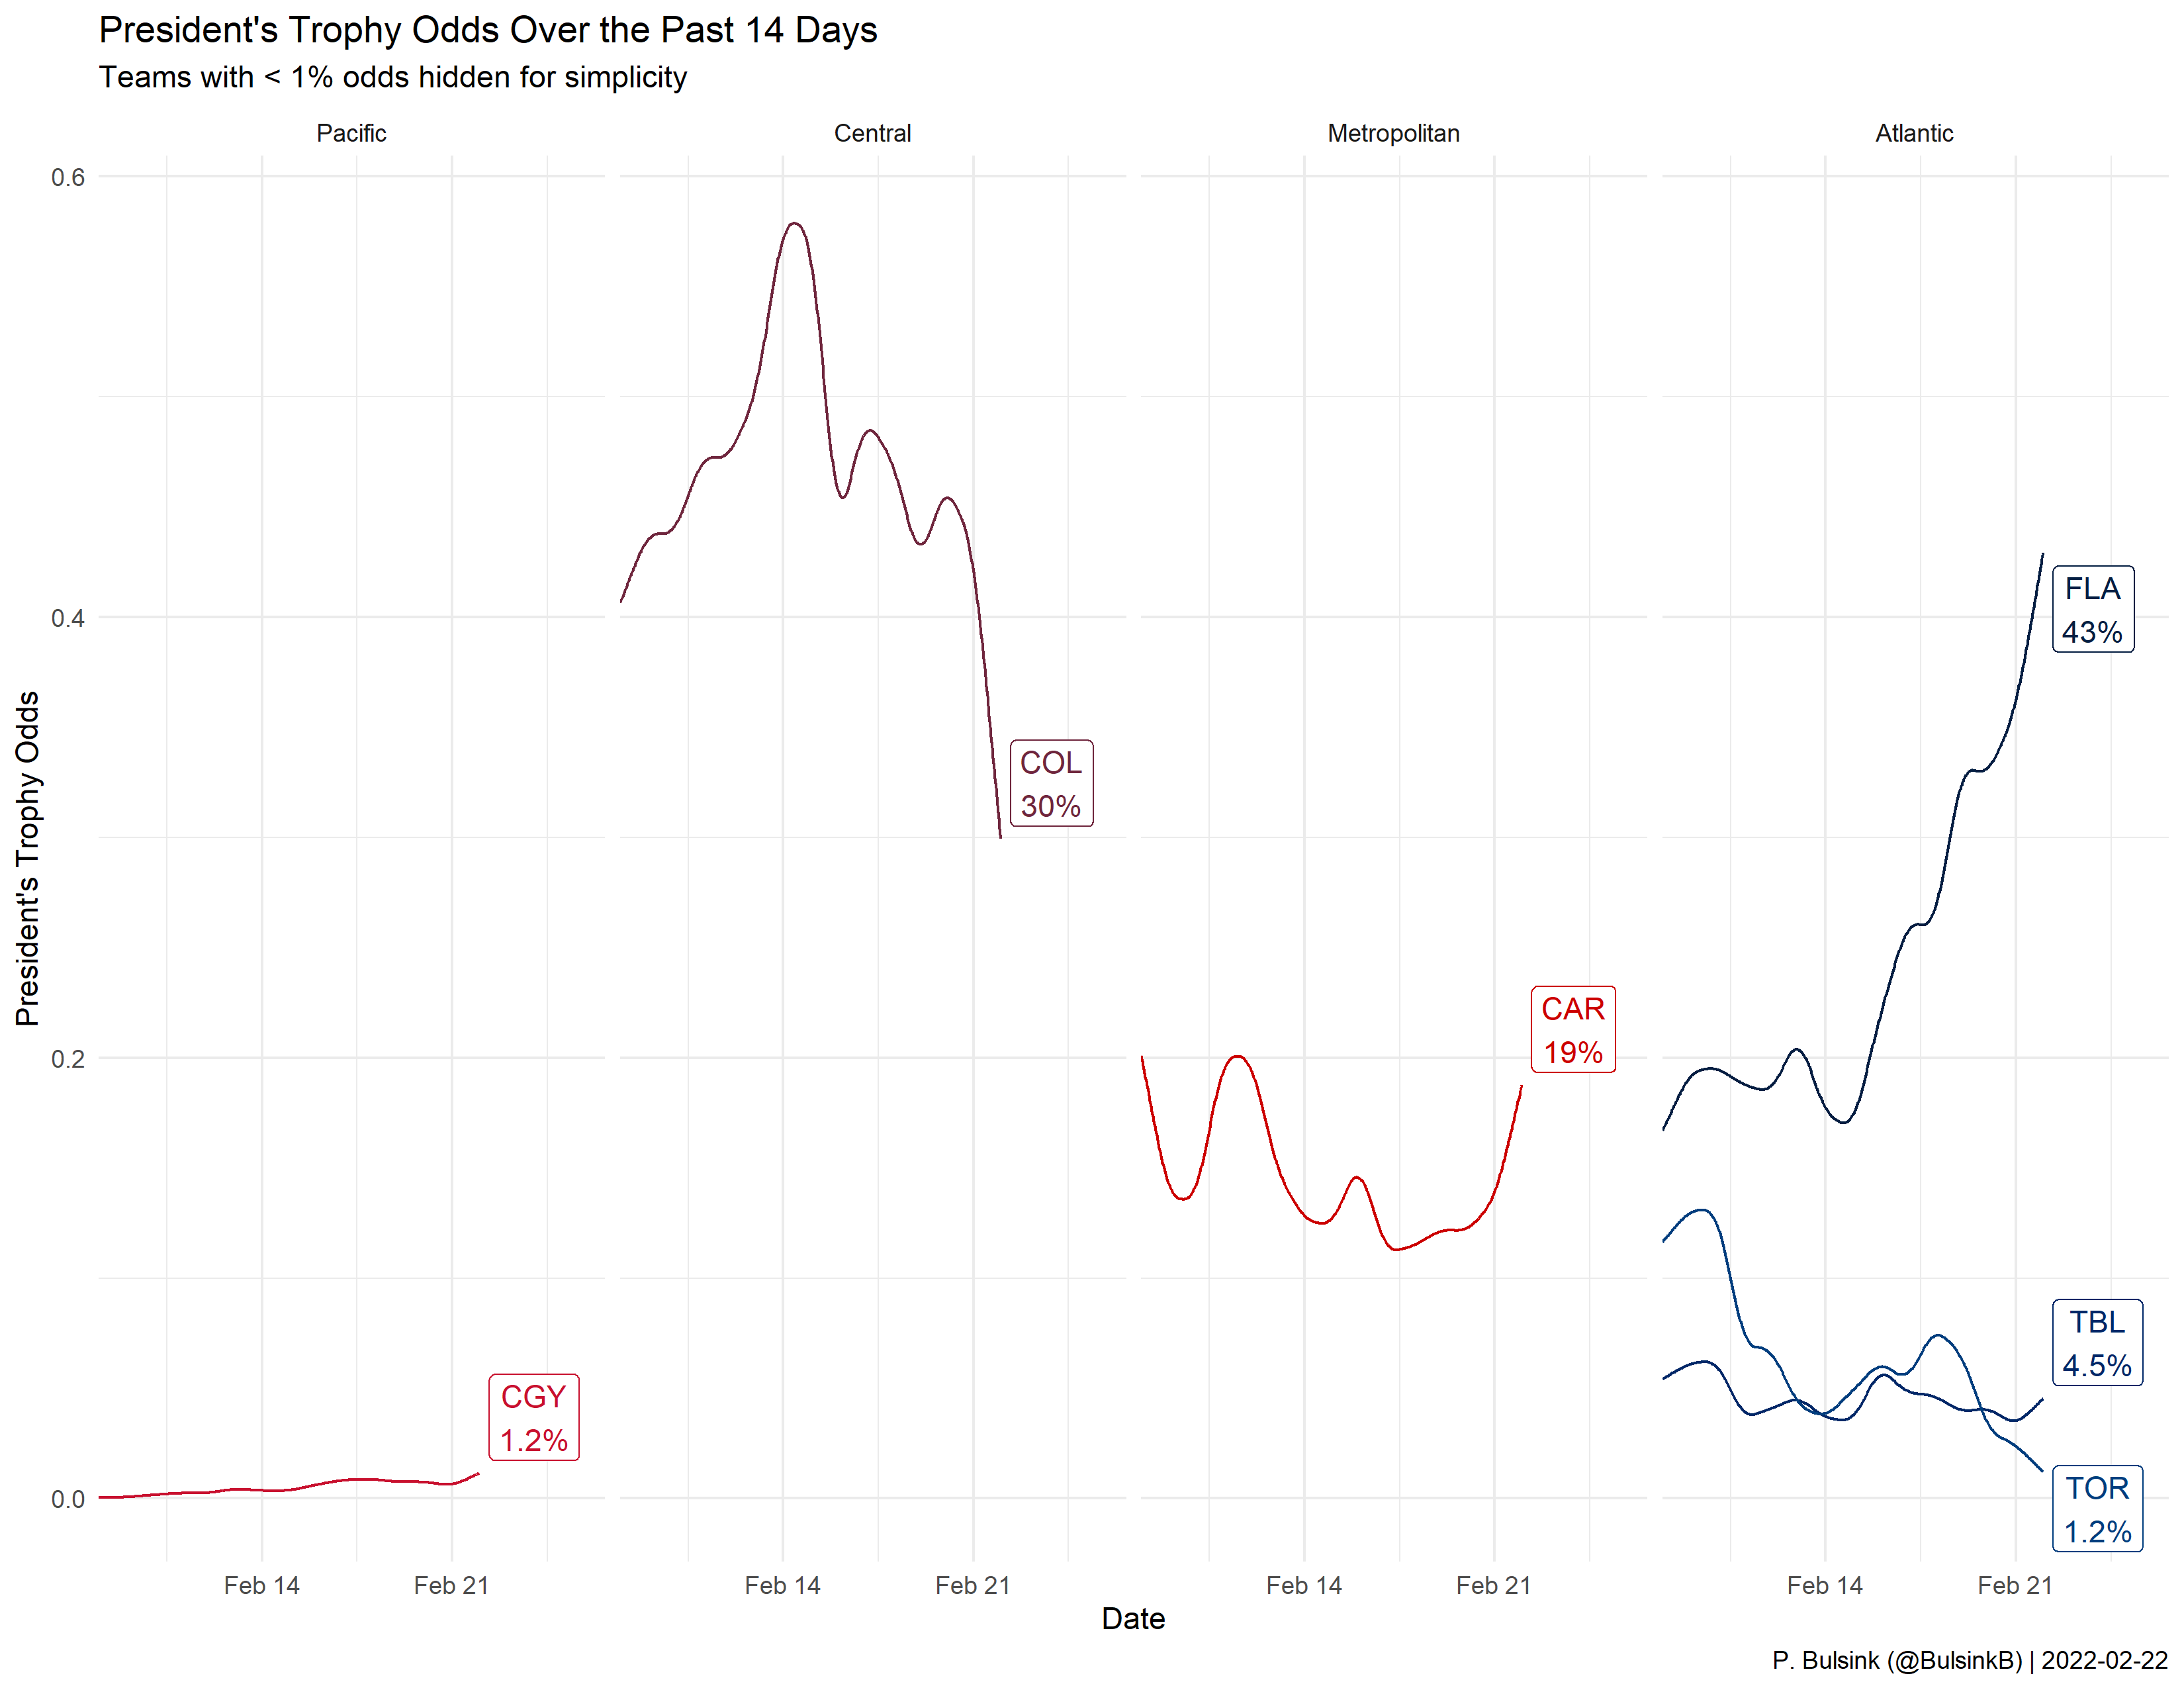 President's Trophy Odds Over the Past 14 Days
Teams with < 1% odds hidden for simplicity
Pacific
Central
Metropolitan
Atlantic
President's Trophy Odds
0.6
0.4
0.2
0.0
CGY
1.2%
COL
30%
CAR
19%
FLA
43%
TBL
4.5%
TOR
1.2%
Feb 14
Feb 21
Feb 14
Feb 21
Feb 14
Feb 21
Feb 14
Feb 21
Date
P. Bulsink (@BulsinkB) | 2022-02-22